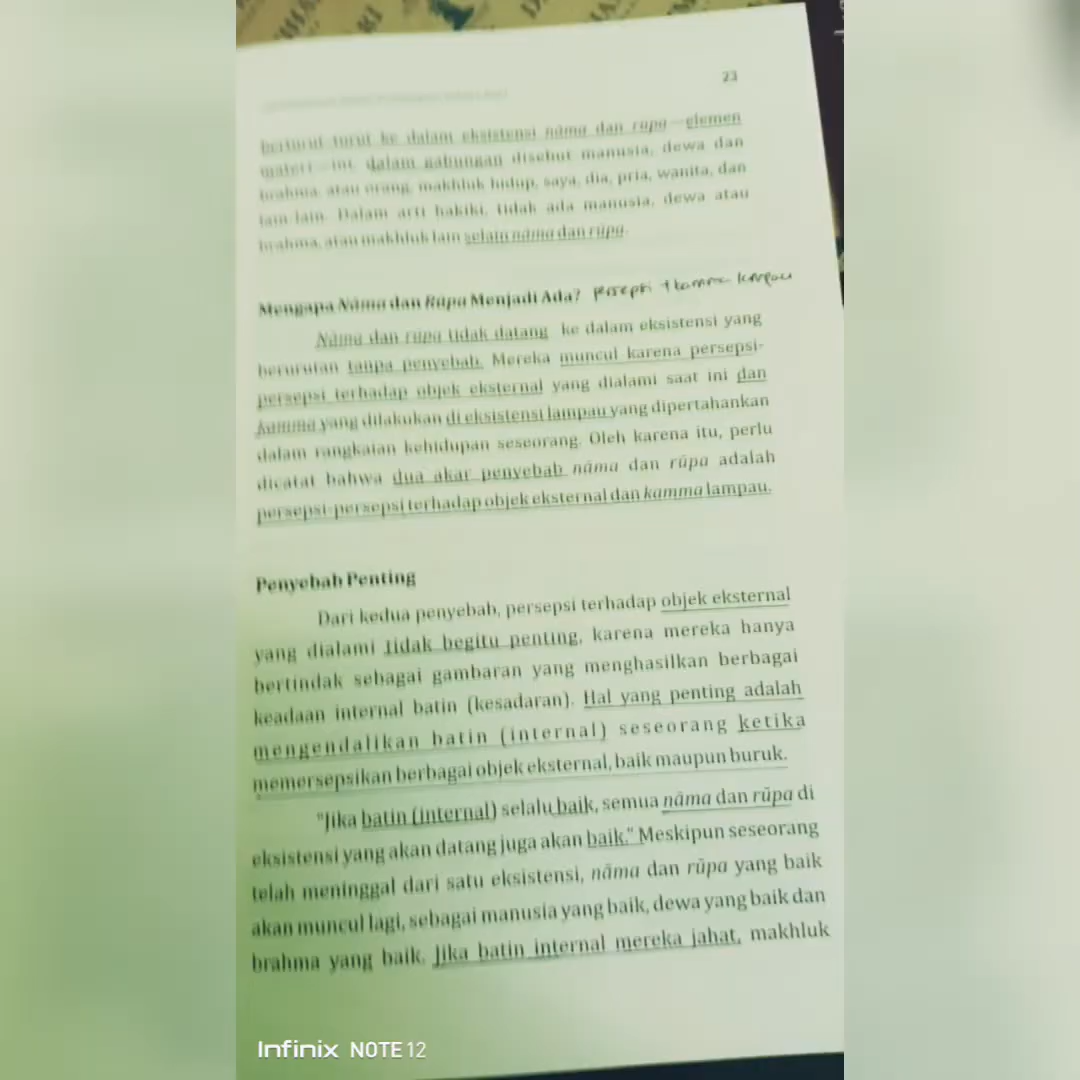 23
berturut-turut ke dalam eksistensi nāma dan rūpa—elemen
materi—ini, dalam gabungan disebut manusia, dewa dan
brahma, atau orang, makhluk hidup, saya, dia, pria, wanita, dan
lain-lain. Dalam arti hakiki, tidak ada manusia, dewa atau
brahma, atau makhluk lain selain nāma dan rūpa.
Mengapa Nāma dan Rūpa Menjadi Ada? persepsi + kamma lampau
Nāma dan rūpa tidak datang ke dalam eksistensi yang
berurutan tanpa penyebab. Mereka muncul karena persepsi-
persepsi terhadap objek eksternal yang dialami saat ini dan
kamma yang dilakukan di eksistensi lampau yang dipertahankan
dalam rangkaian kehidupan seseorang. Oleh karena itu, perlu
dicatat bahwa dua akar penyebab nāma dan rūpa adalah
persepsi-persepsi terhadap objek eksternal dan kamma lampau.
Penyebab Penting
Dari kedua penyebab, persepsi terhadap objek eksternal
yang dialami tidak begitu penting, karena mereka hanya
bertindak sebagai gambaran yang menghasilkan berbagai
keadaan internal batin (kesadaran). Hal yang penting adalah
mengendalikan batin (internal) seseorang ketika
memersepsikan berbagai objek eksternal, baik maupun buruk.
"Jika batin (internal) selalu baik, semua nāma dan rūpa di
eksistensi yang akan datang juga akan baik." Meskipun seseorang
telah meninggal dari satu eksistensi, nāma dan rūpa yang baik
akan muncul lagi, sebagai manusia yang baik, dewa yang baik dan
brahma yang baik. Jika batin internal mereka jahat, makhluk
Infinix NOTE 12